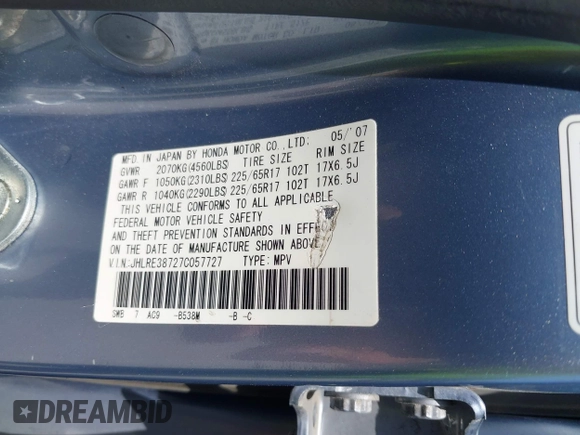 MFD. IN JAPAN BY HONDA MOTOR CO., LTD: 05/'07
GVWR 2070KG(4560LBS) TIRE SIZE RIM SIZE
GAWR F 1050KG(2310LBS) 225/65R17 102T 17X6.5J
GAWR R 1040KG(2290LBS) 225/65R17 102T 17X6.5J
THIS VEHICLE CONFORMS TO ALL APPLICABLE
FEDERAL MOTOR VEHICLE SAFETY
AND THEFT PREVENTION STANDARDS IN EFFE
ON THE DATE OF MANUFACTURE SHOWN ABOVE
V.I.N.:JHLRE38727C057727 TYPE: MPV
SWB 7 AC9 -B538M -B -C
DREAMBID